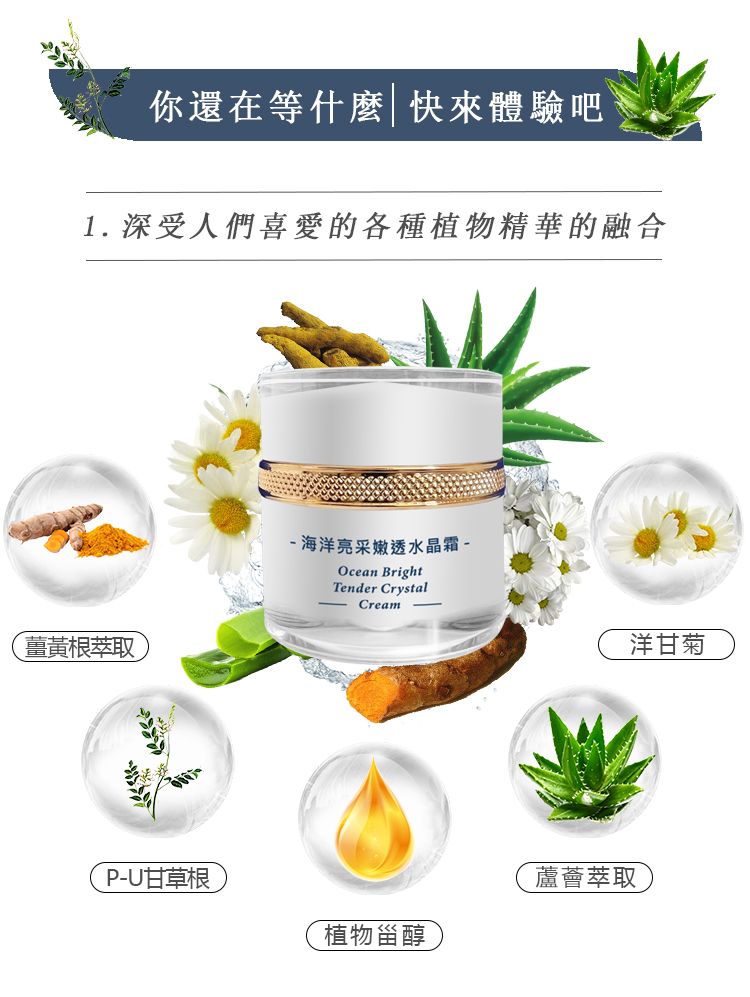 你還在等什麼|快來體驗吧
1. 深受人們喜愛的各種植物精華的融合
- 海洋亮采嫩透水晶霜 -
Ocean Bright
Tender Crystal
Cream
薑黃根萃取
洋甘菊
P-U甘草根
蘆薈萃取
植物甾醇